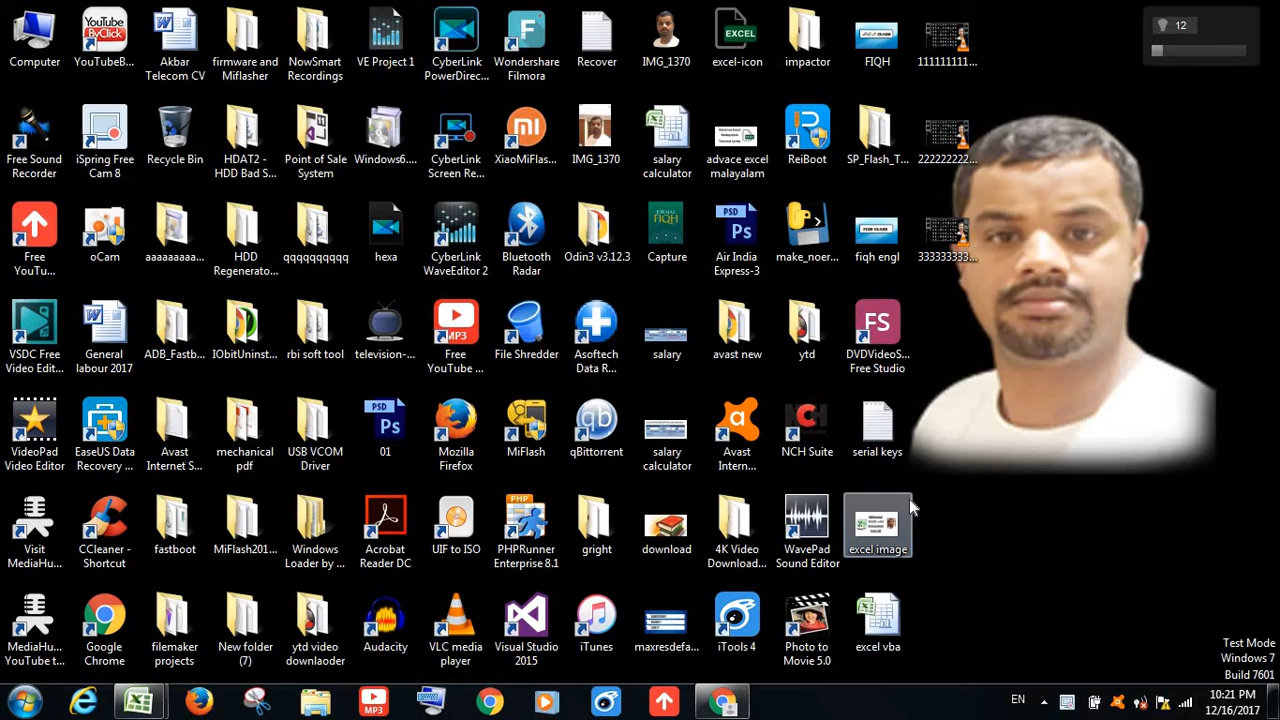 Computer
YouTubeB...
Akbar
Telecom CV
firmware and
Miflasher
NowSmart
Recordings
VE Project 1
CyberLink
PowerDirec...
Wondershare
Filmora
Recover
IMG_1370
excel-icon
impactor
FIQH
111111111...
12
Free Sound
Recorder
iSpring Free
Cam 8
Recycle Bin
HDAT2 -
HDD Bad S...
Point of Sale
System
Windows6....
CyberLink
Screen Re...
XiaoMiFlas...
IMG_1370
salary
calculator
advace excel
malayalam
ReiBoot
SP_Flash_T...
222222222...
Free
YouTu...
oCam
aaaaaaaaa...
HDD
Regenerato...
qqqqqqqqqq
hexa
CyberLink
WaveEditor 2
Bluetooth
Radar
Odin3 v3.12.3
Capture
Air India
Express-3
make_noer...
fiqh engl
333333333...
VSDC Free
Video Edit...
General
labour 2017
ADB_Fastb...
IObitUninst...
rbi soft tool
television-...
Free
YouTube ...
File Shredder
Asoftech
Data R...
salary
avast new
ytd
DVDVideoS...
Free Studio
VideoPad
Video Editor
EaseUS Data
Recovery ...
Avast
Internet S...
mechanical
pdf
USB VCOM
Driver
01
Mozilla
Firefox
MiFlash
qBittorrent
salary
calculator
Avast
Intern...
NCH Suite
serial keys
Visit
MediaHu...
CCleaner -
Shortcut
fastboot
MiFlash201...
Windows
Loader by ...
Acrobat
Reader DC
UIF to ISO
PHPRunner
Enterprise 8.1
gright
download
4K Video
Download...
WavePad
Sound Editor
excel image
MediaHu...
YouTube t...
Google
Chrome
filemaker
projects
New folder
(7)
ytd video
downlaoder
Audacity
VLC media
player
Visual Studio
2015
iTunes
maxresdefa...
iTools 4
Photo to
Movie 5.0
excel vba
Test Mode
Windows 7
Build 7601
EN
10:21 PM
12/16/2017